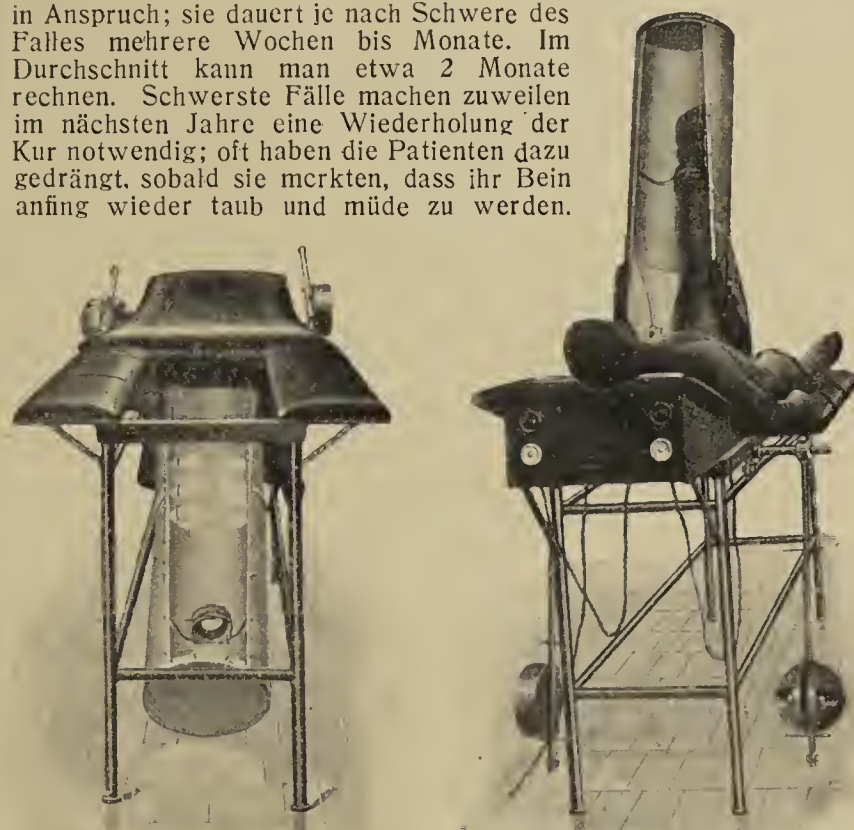 in Anspruch; sie dauert je nach Schwere des
Falles mehrere Wochen bis Monate. Im
Durchschnitt kann man etwa 2 Monate
rechnen. Schwerste Fälle machen zuweilen
im nächsten Jahre eine Wiederholung der
Kur notwendig; oft haben die Patienten dazu
gedrängt, sobald sie merkten, dass ihr Bein
anfing wieder taub und müde zu werden.